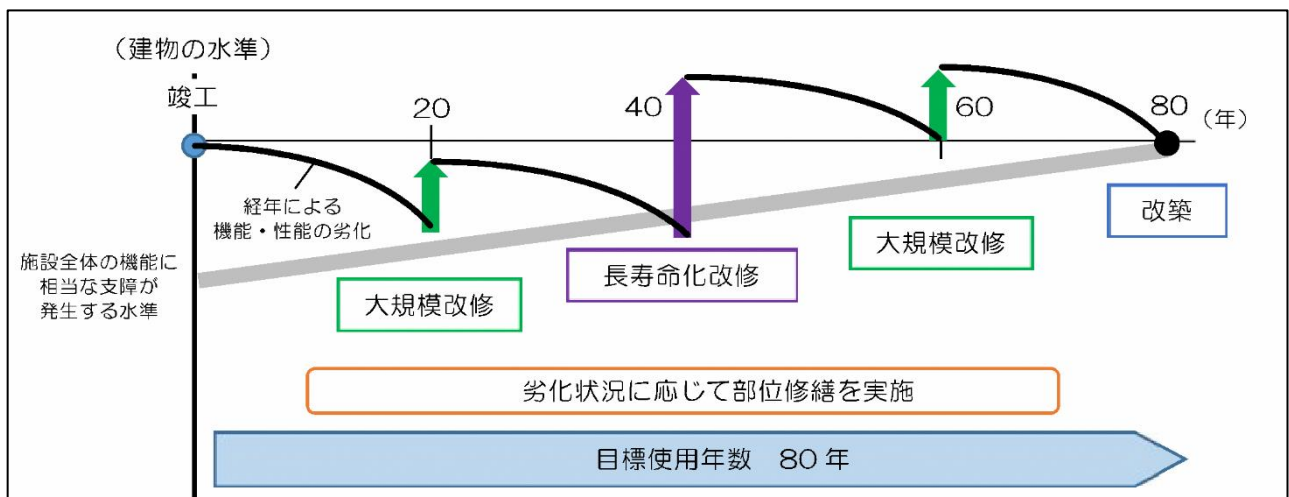 （建物の水準）
竣工
20
40
60
80
（年）
経年による
機能・性能の劣化
施設全体の機能に
相当な支障が
発生する水準
大規模改修
長寿命化改修
大規模改修
改築
劣化状況に応じて部位修繕を実施
目標使用年数　80 年